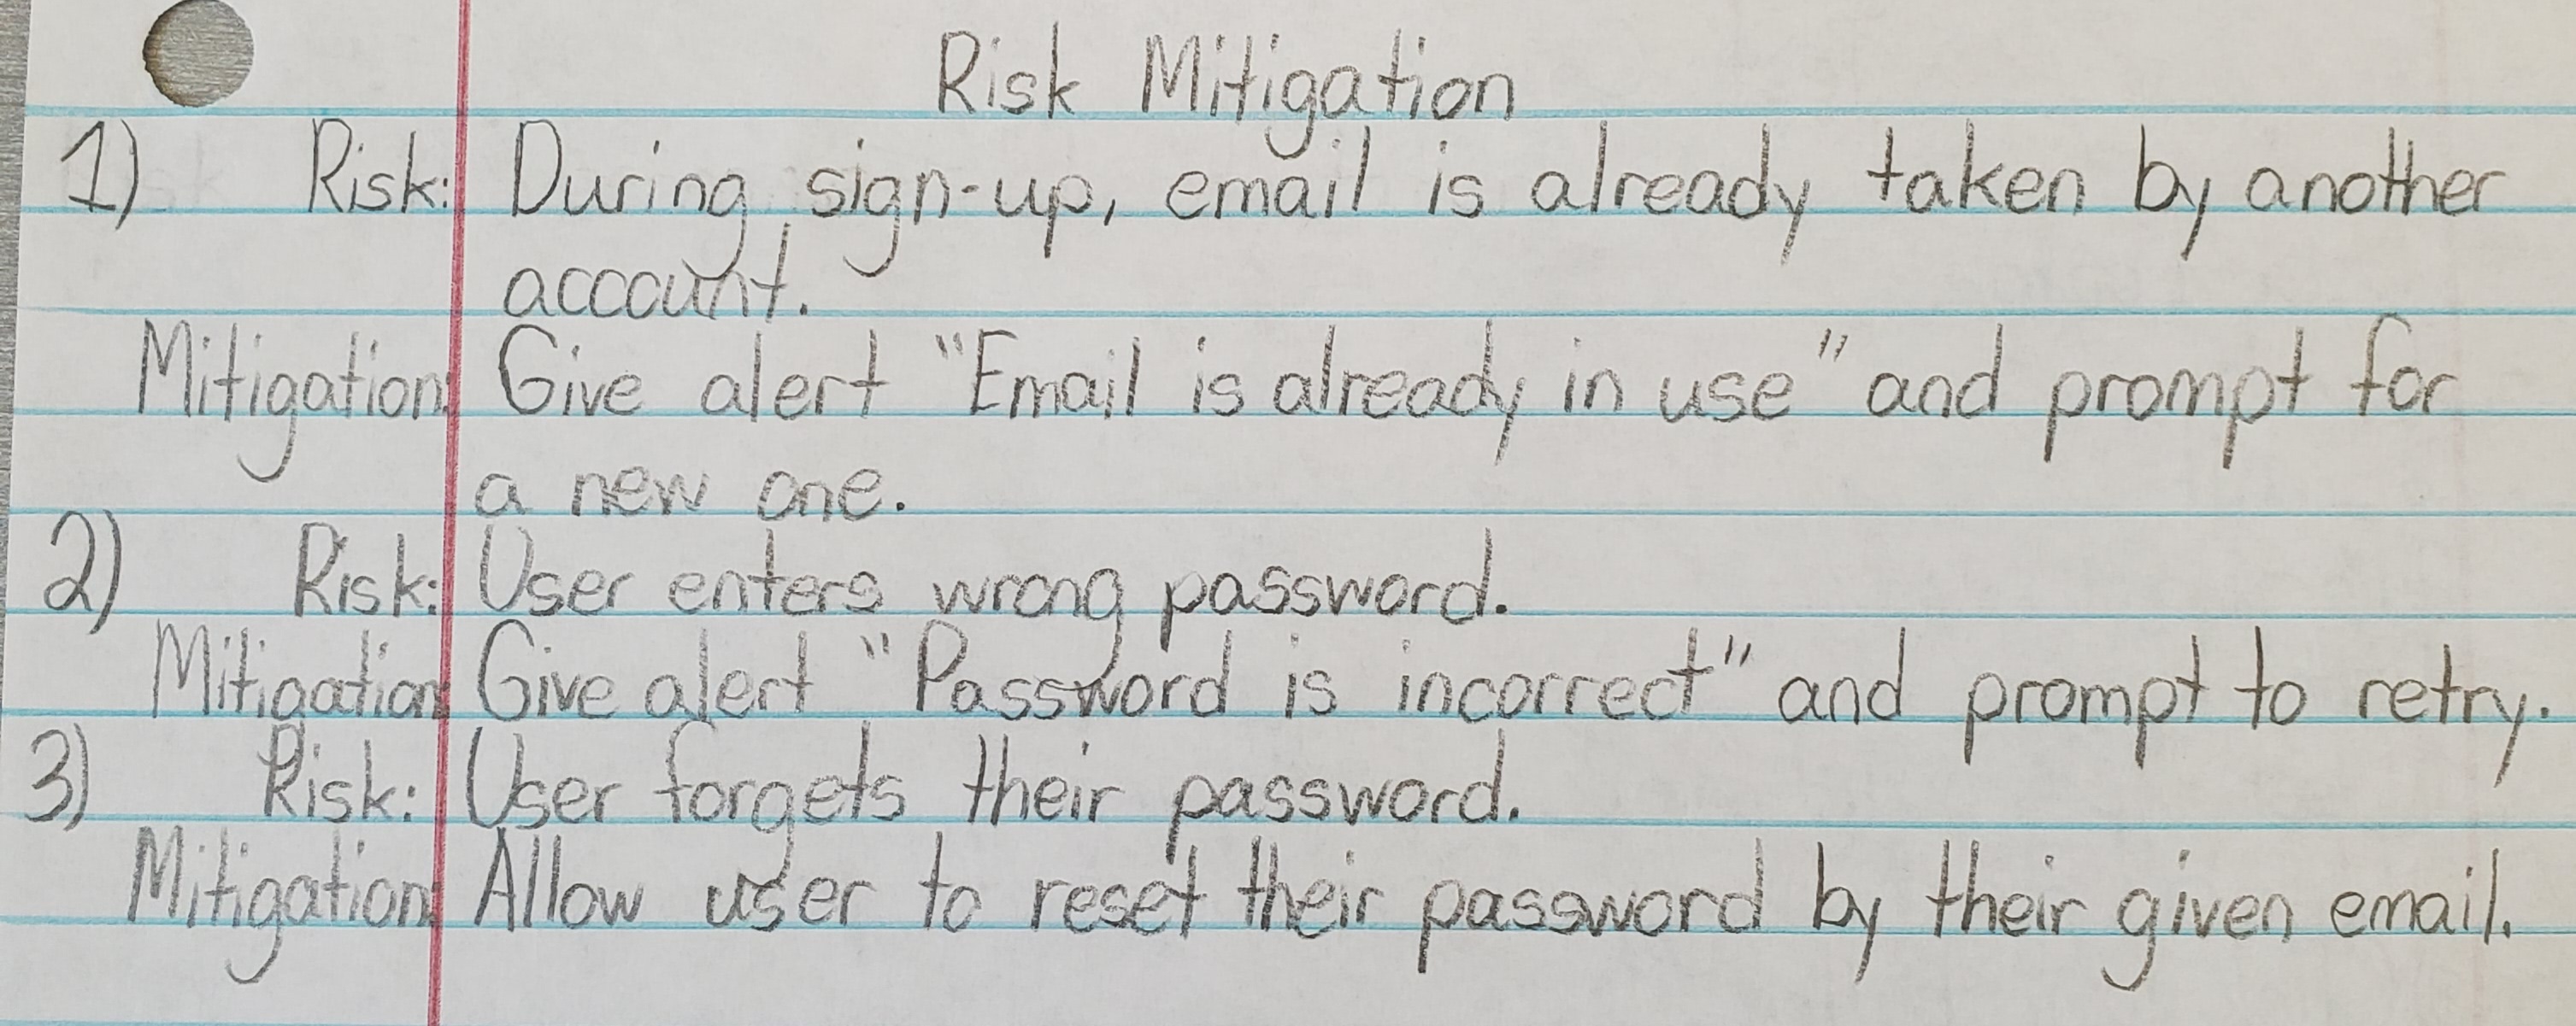 Risk Mitigation
1) Risk: During sign-up, email is already taken by another
account.
Mitigation: Give alert "Email is already in use" and prompt for
a new one.
2) Risk: User enters wrong password.
Mitigation: Give alert "Password is incorrect" and prompt to retry.
3) Risk: User forgets their password.
Mitigation: Allow user to reset their password by their given email.